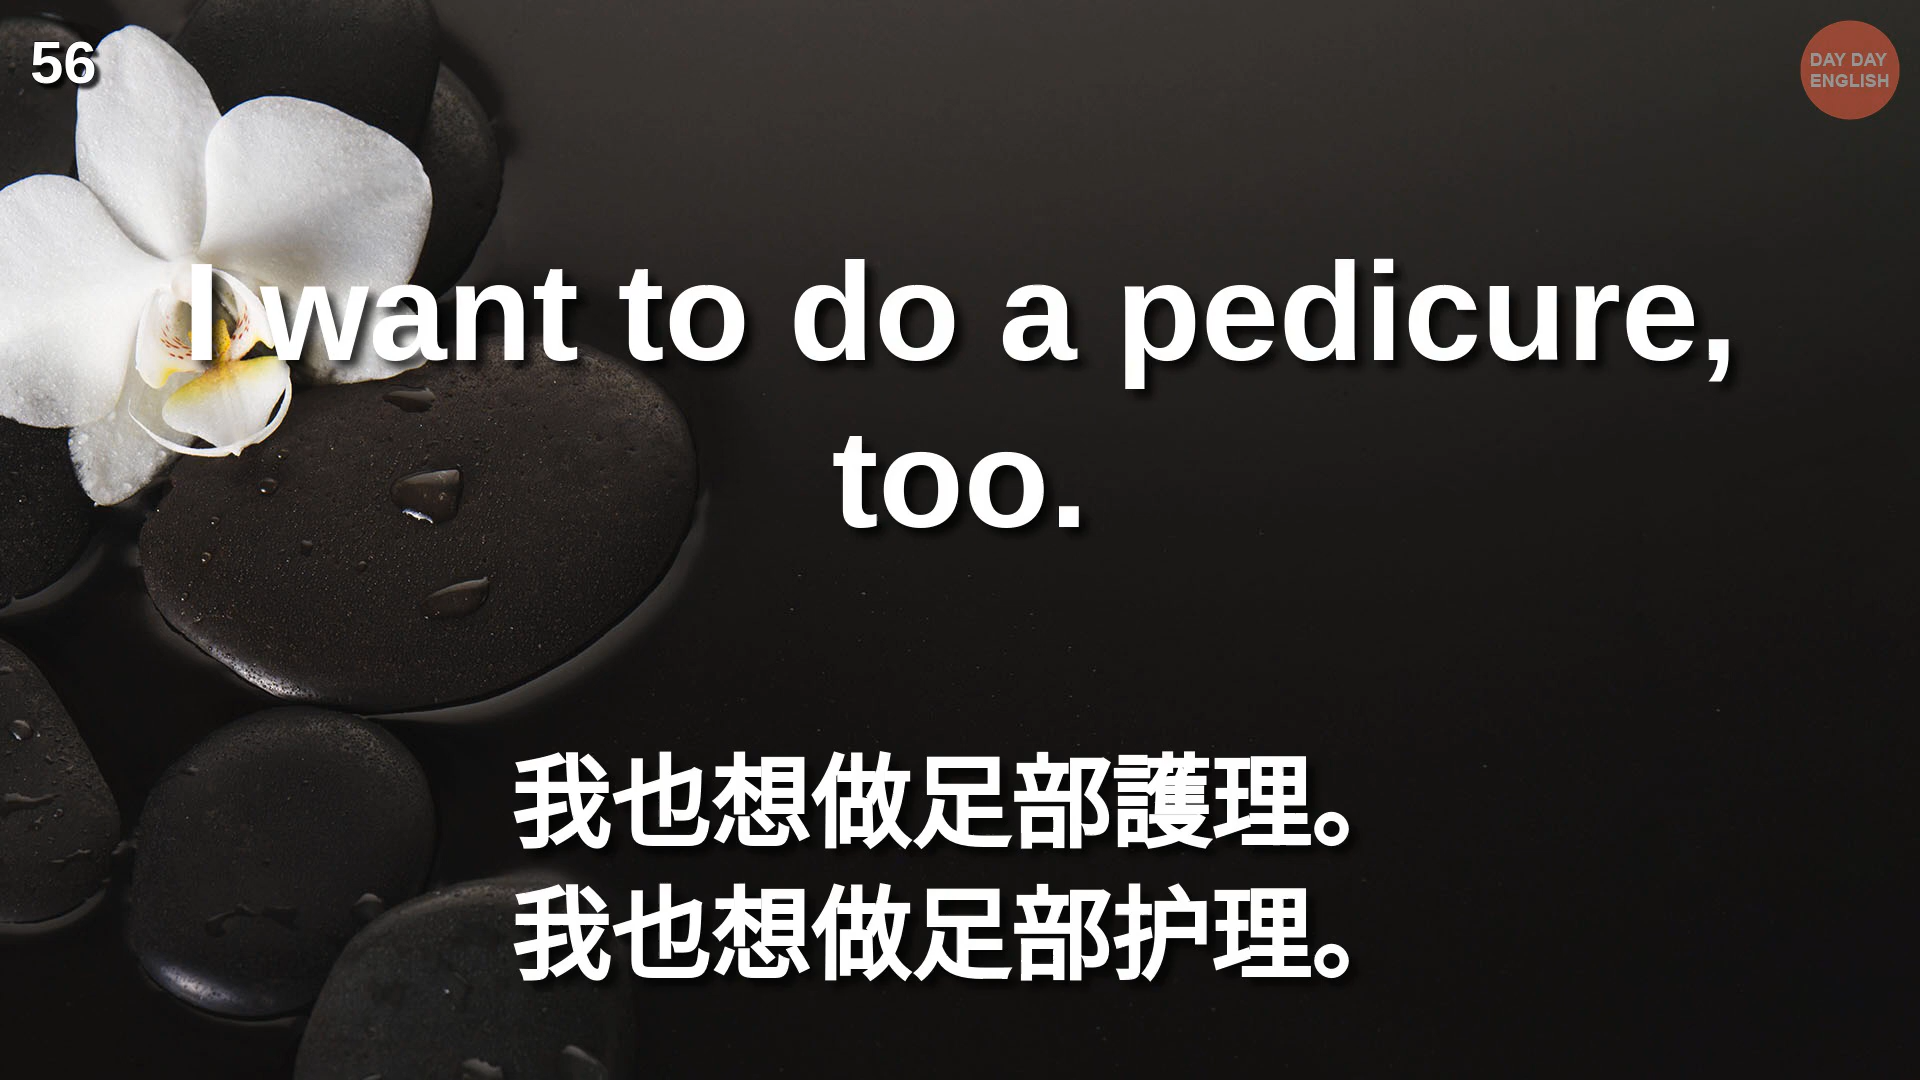 56
DAY DAY
ENGLISH
I want to do a pedicure,
too.
我也想做足部護理。
我也想做足部护理。